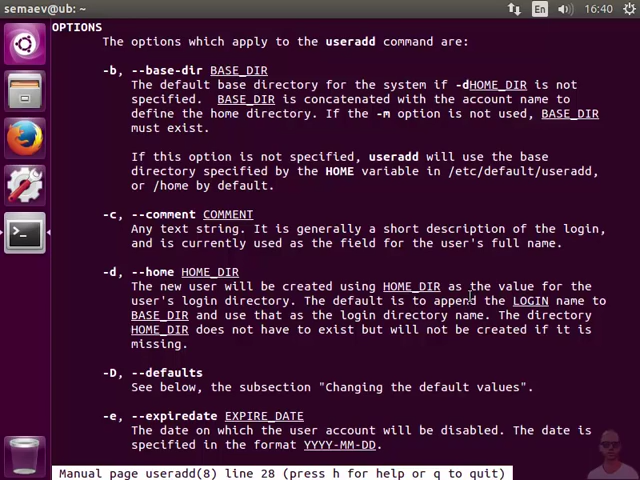 semaev@ub: ~
En
16:40
OPTIONS
The options which apply to the useradd command are:
-b, --base-dir BASE_DIR
The default base directory for the system if -dHOME_DIR is not
specified. BASE_DIR is concatenated with the account name to
define the home directory. If the -m option is not used, BASE_DIR
must exist.
If this option is not specified, useradd will use the base
directory specified by the HOME variable in /etc/default/useradd,
or /home by default.
-c, --comment COMMENT
Any text string. It is generally a short description of the login,
and is currently used as the field for the user's full name.
-d, --home HOME_DIR
The new user will be created using HOME_DIR as the value for the
user's login directory. The default is to append the LOGIN name to
BASE_DIR and use that as the login directory name. The directory
HOME_DIR does not have to exist but will not be created if it is
missing.
-D, --defaults
See below, the subsection "Changing the default values".
-e, --expiredate EXPIRE_DATE
The date on which the user account will be disabled. The date is
specified in the format YYYY-MM-DD.
Manual page useradd(8) line 28 (press h for help or q to quit)